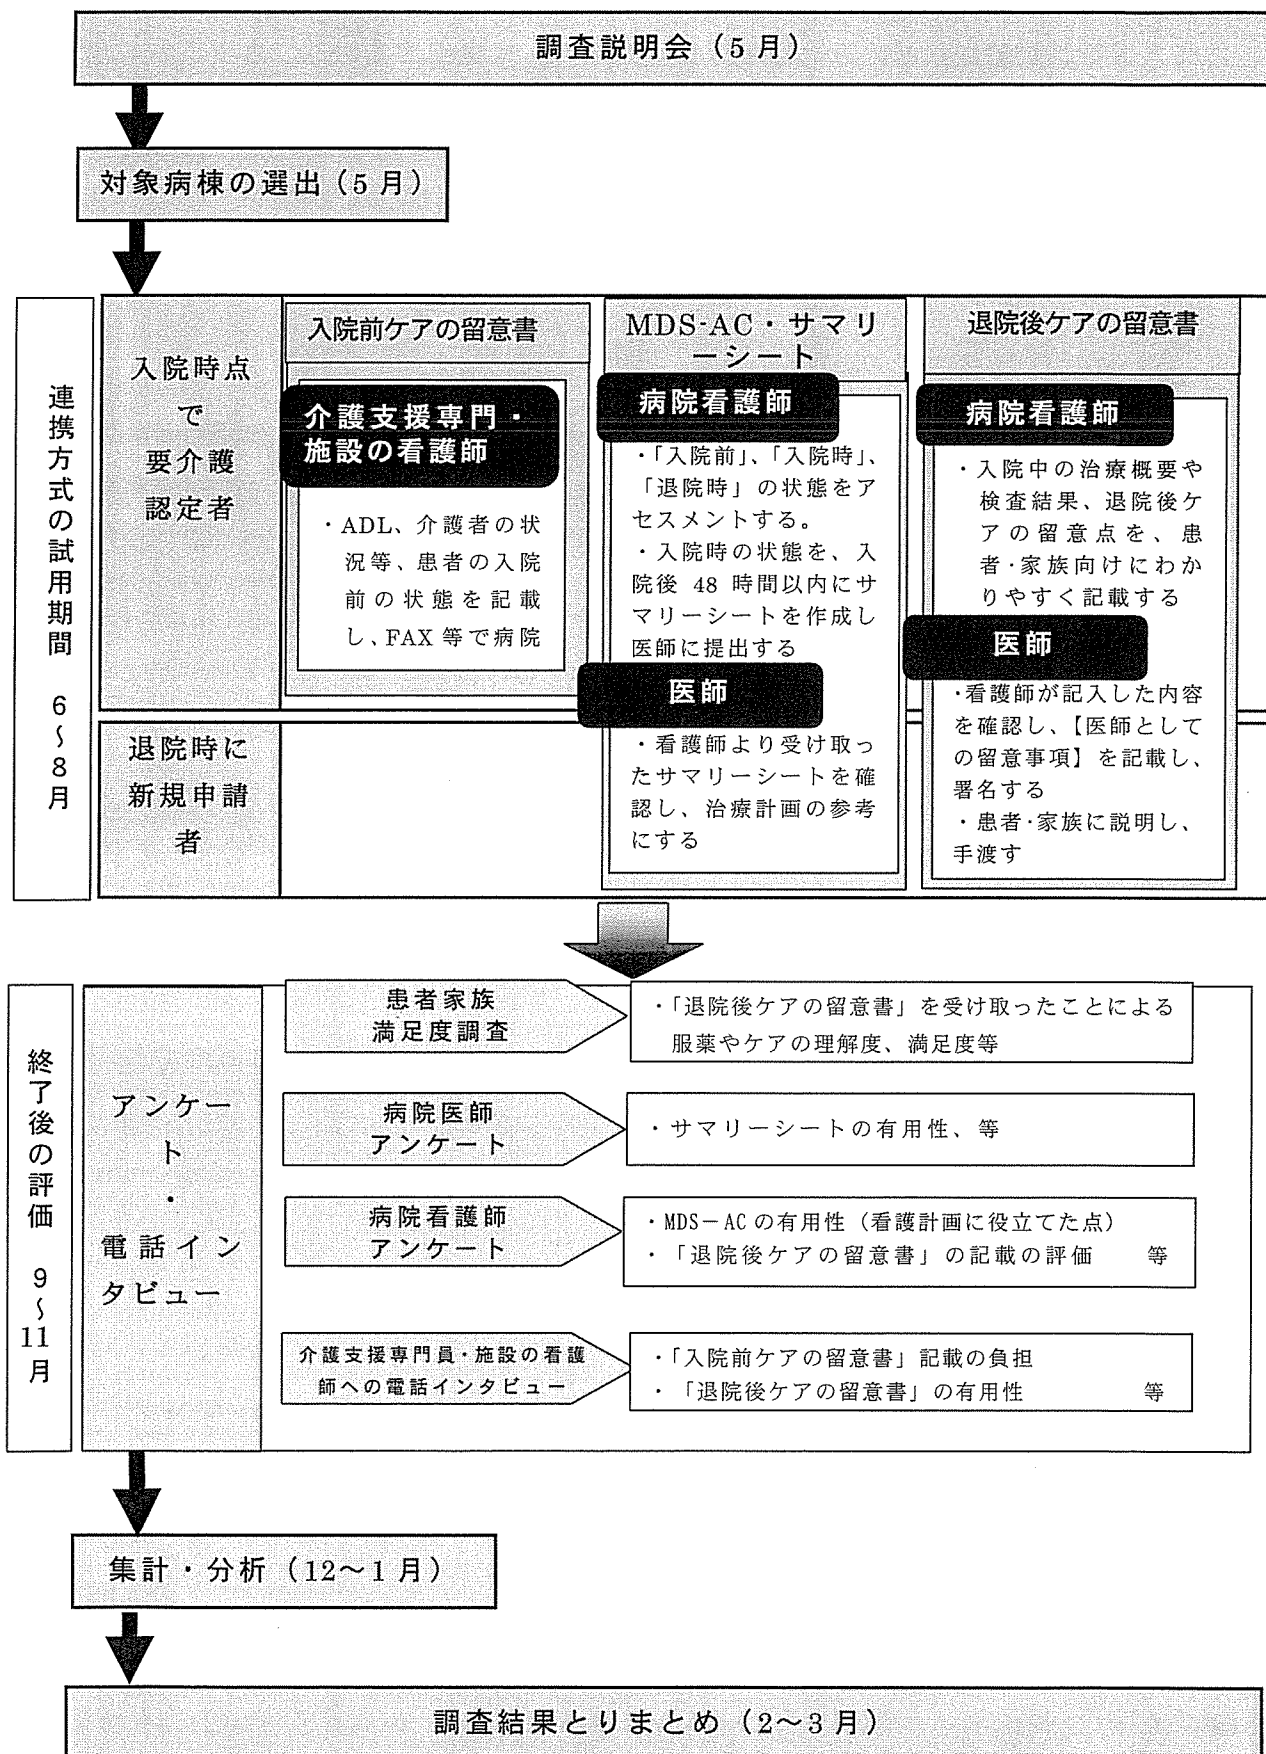 調査説明会（5月）
対象病棟の選出（5月）
連携方式の試用期間　6～8月
入院時点
で
要介護
認定者
入院前ケアの留意書
介護支援専門・
施設の看護師
・ADL、介護者の状
況等、患者の入院
前の状態を記載
し、FAX等で病院
MDS-AC・サマリ
ーシート
病院看護師
・「入院前」、「入院時」、
「退院時」の状態をア
セスメントする。
・入院時の状態を、入
院後 48 時間以内にサ
マリーシートを作成し
医師に提出する
医師
・看護師より受け取っ
たサマリーシートを確
認し、治療計画の参考
にする
退院後ケアの留意書
病院看護師
・入院中の治療概要や
検査結果、退院後ケ
アの留意点を、患
者・家族向けにわか
りやすく記載する
医師
・看護師が記入した内容
を確認し、【医師として
の留意事項】を記載し、
署名する
・患者・家族に説明し、
手渡す
退院時に
新規申請
者
終了後の評価　9～11月
アンケー
ト
・
電話イン
タビュー
患者家族
満足度調査
・「退院後ケアの留意書」を受け取ったことによる
服薬やケアの理解度、満足度等
病院医師
アンケート
・サマリーシートの有用性、等
病院看護師
アンケート
・MDS－ACの有用性（看護計画に役立てた点）
・「退院後ケアの留意書」の記載の評価　　等
介護支援専門員・施設の看護
師への電話インタビュー
・「入院前ケアの留意書」記載の負担
・「退院後ケアの留意書」の有用性　　　　等
集計・分析（12～1月）
調査結果とりまとめ（2～3月）